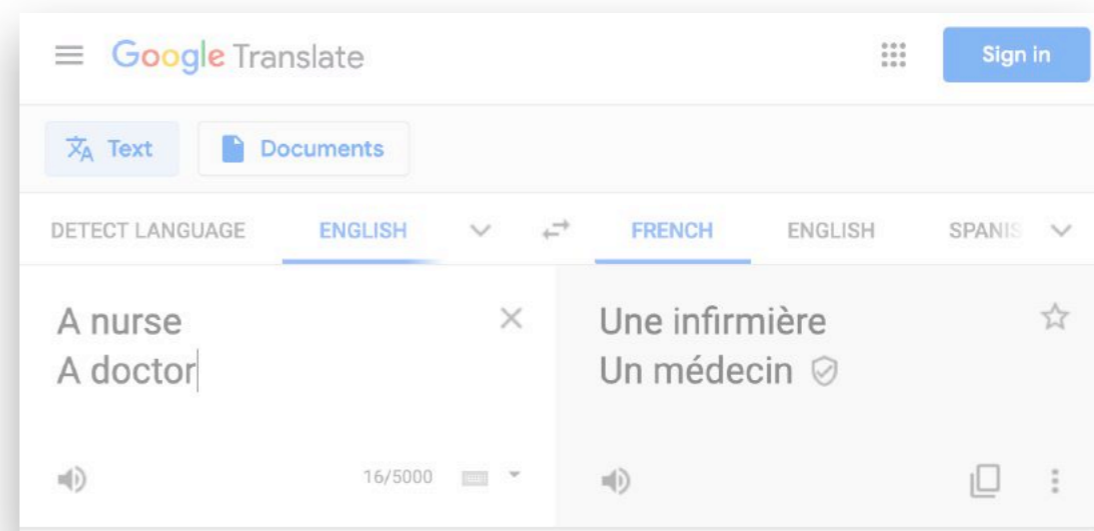 Google Translate
Sign in
Text
Documents
DETECT LANGUAGE
ENGLISH
FRENCH
ENGLISH
SPANIS
A nurse
A doctor
Une infirmière
Un médecin
16/5000